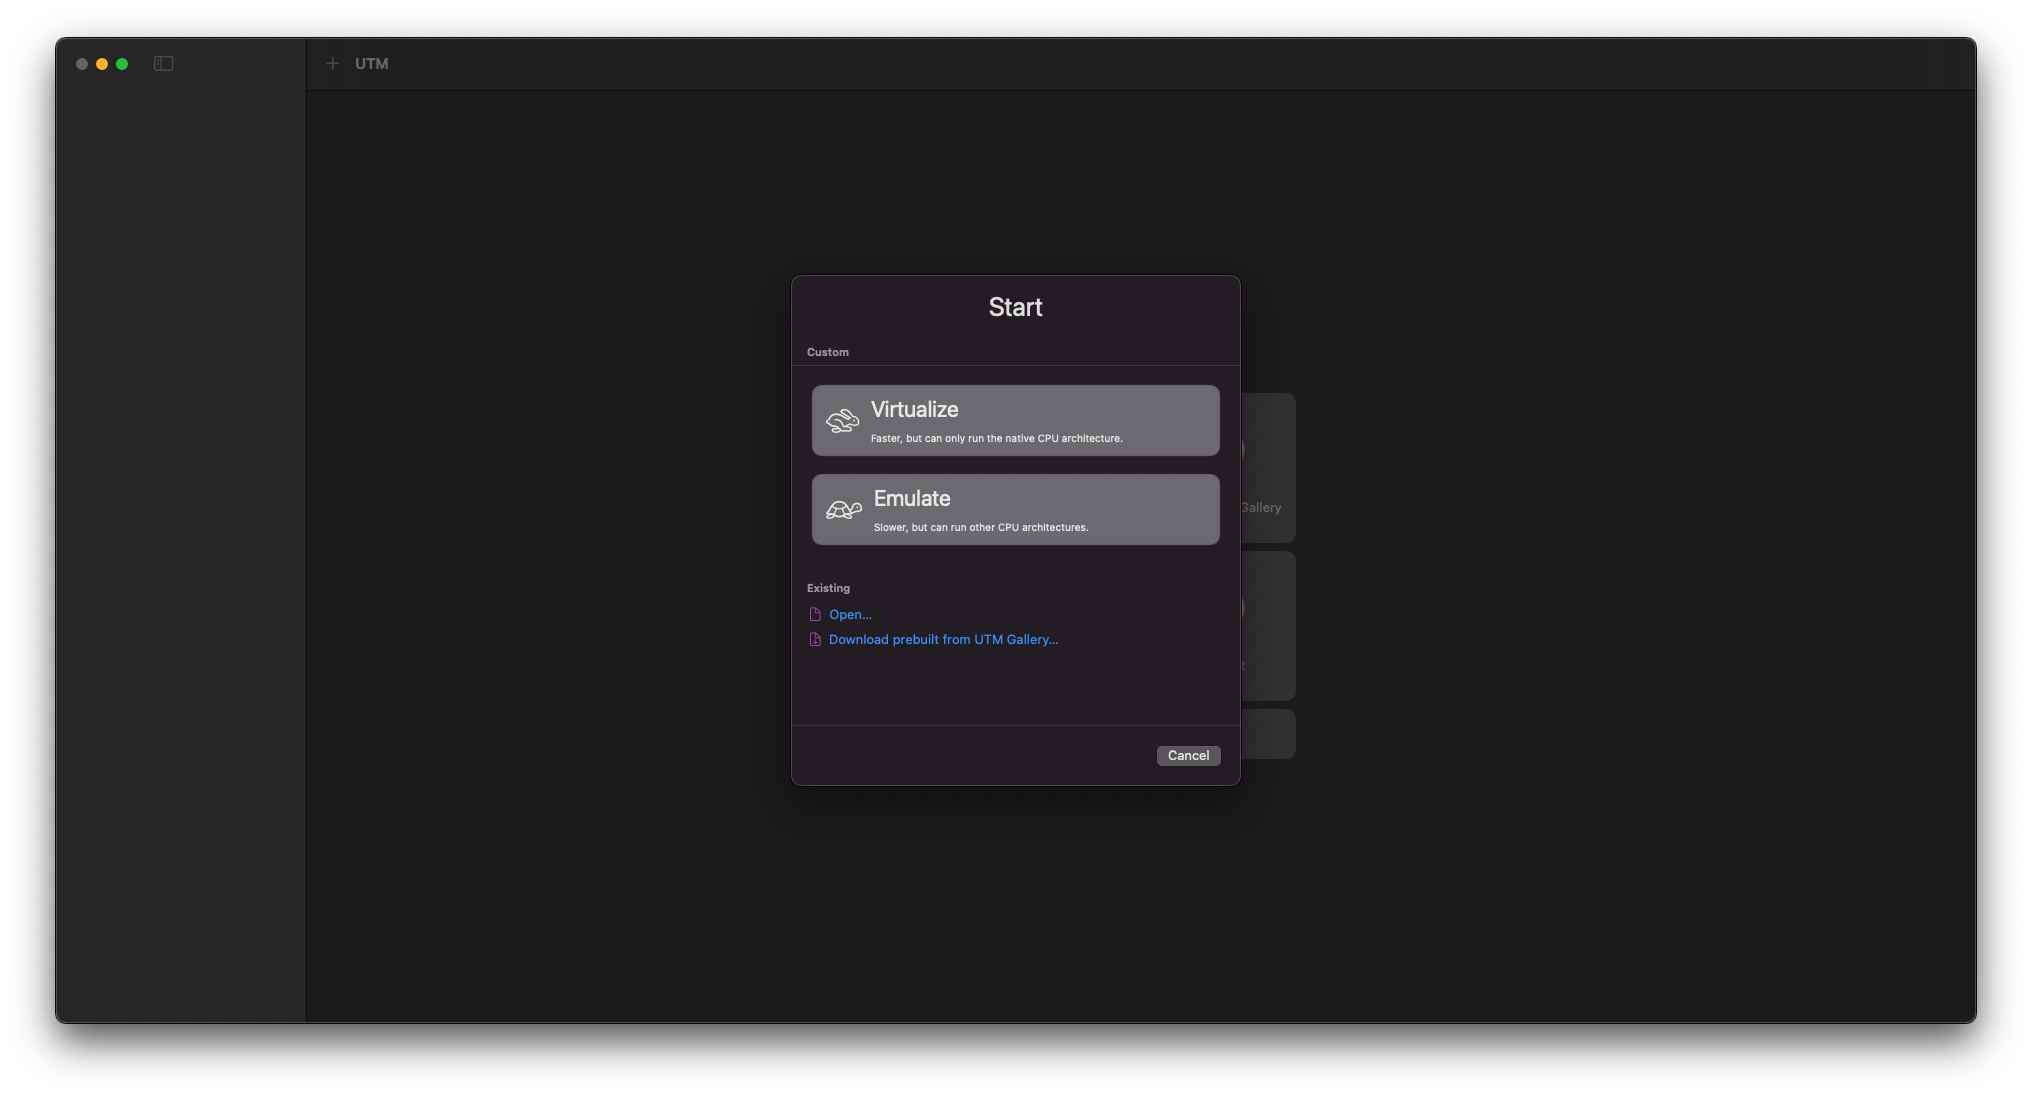 UTM
Start
Custom
Virtualize
Faster, but can only run the native CPU architecture.
Emulate
Slower, but can run other CPU architectures.
Gallery
Existing
Open...
Download prebuilt from UTM Gallery...
Cancel